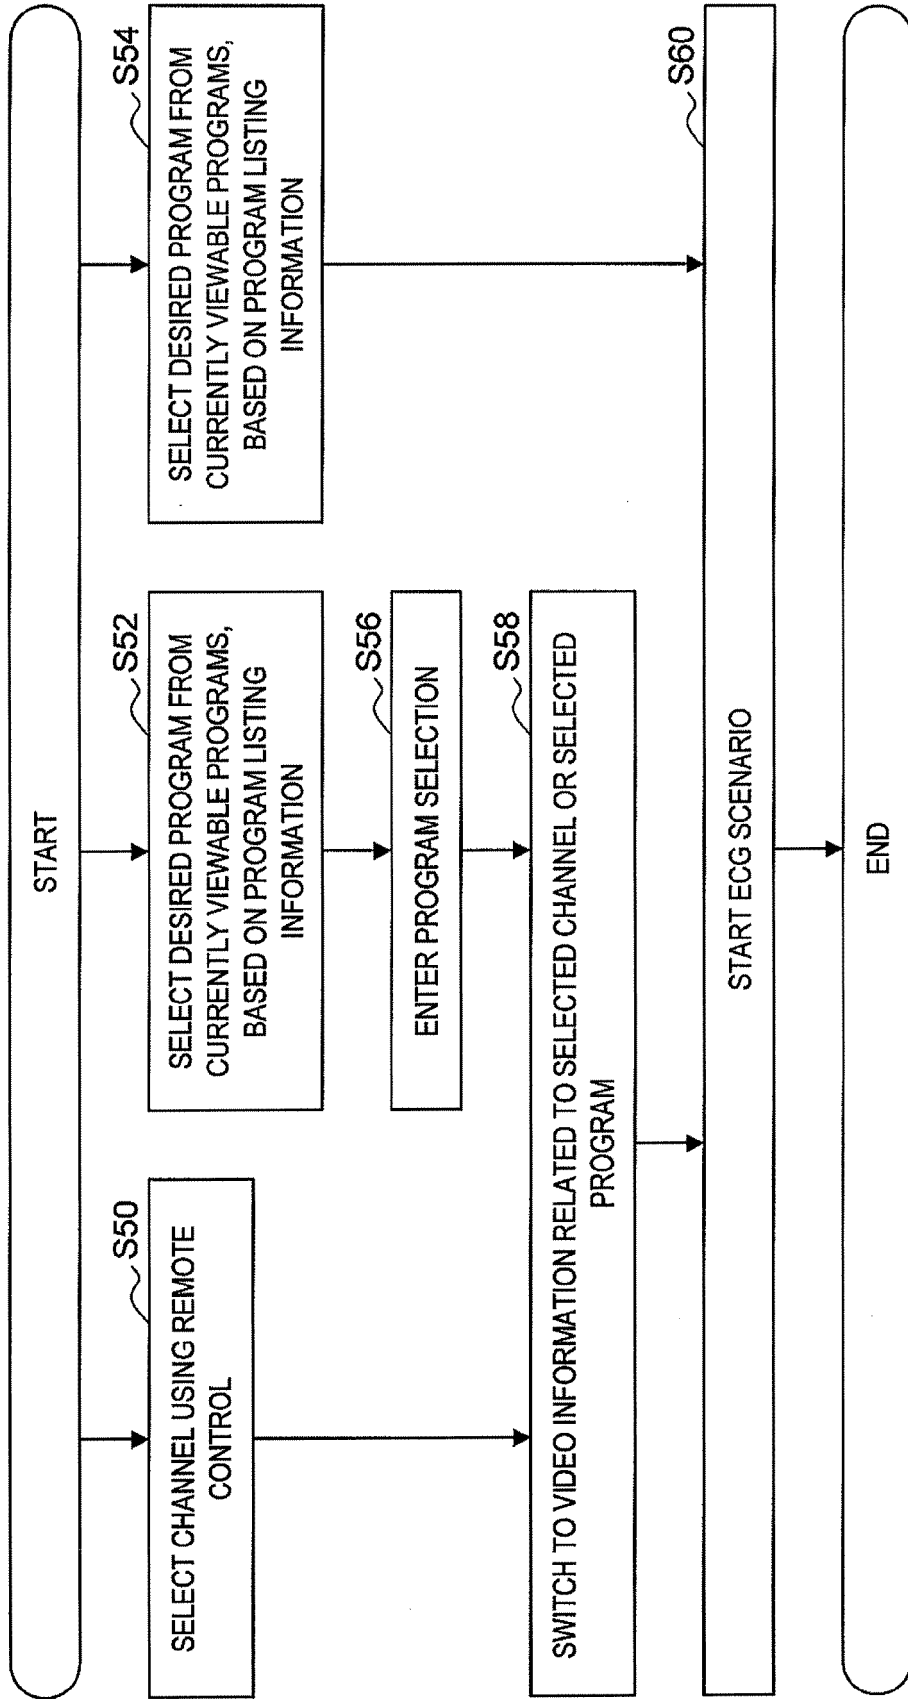 START
S50
SELECT CHANNEL USING REMOTE
CONTROL
S52
SELECT DESIRED PROGRAM FROM
CURRENTLY VIEWABLE PROGRAMS,
BASED ON PROGRAM LISTING
INFORMATION
S54
SELECT DESIRED PROGRAM FROM
CURRENTLY VIEWABLE PROGRAMS,
BASED ON PROGRAM LISTING
INFORMATION
S56
ENTER PROGRAM SELECTION
S58
SWITCH TO VIDEO INFORMATION RELATED TO SELECTED CHANNEL OR SELECTED
PROGRAM
S60
START ECG SCENARIO
END